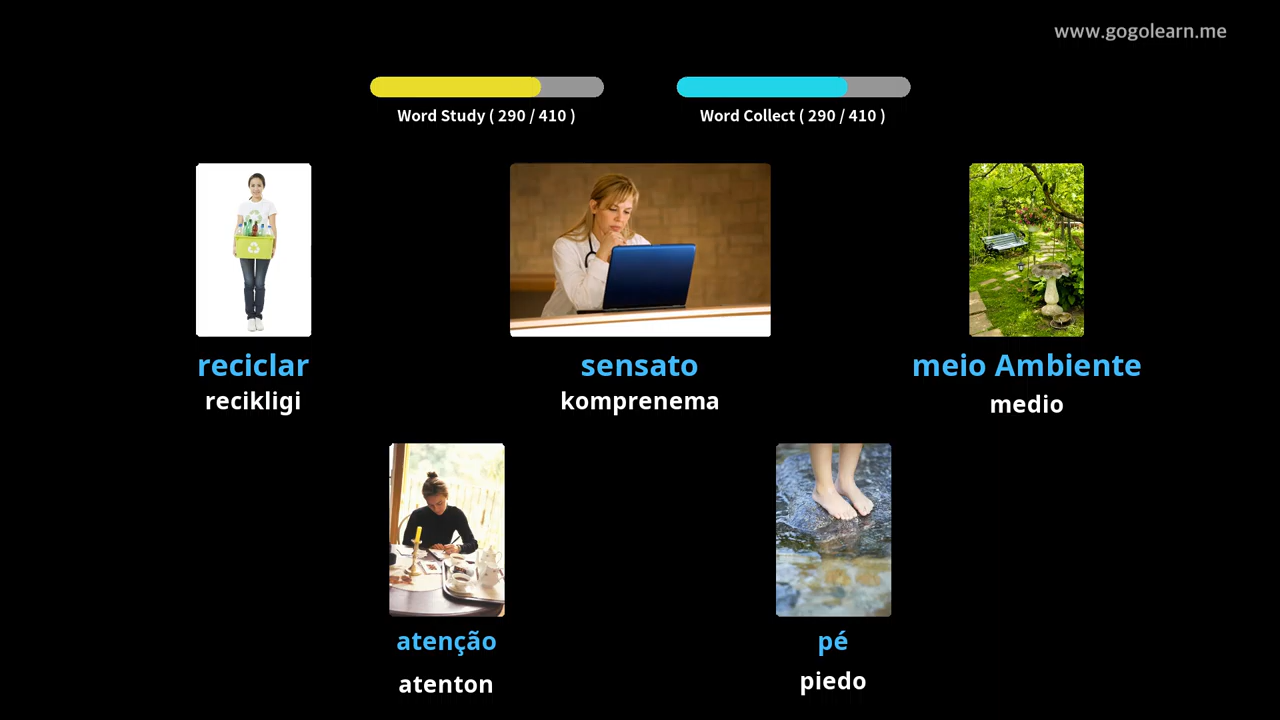 www.gogolearn.me
Word Study ( 290 / 410 )
Word Collect ( 290 / 410 )
reciclar
recikligi
sensato
komprenema
meio Ambiente
medio
atenção
atenton
pé
piedo